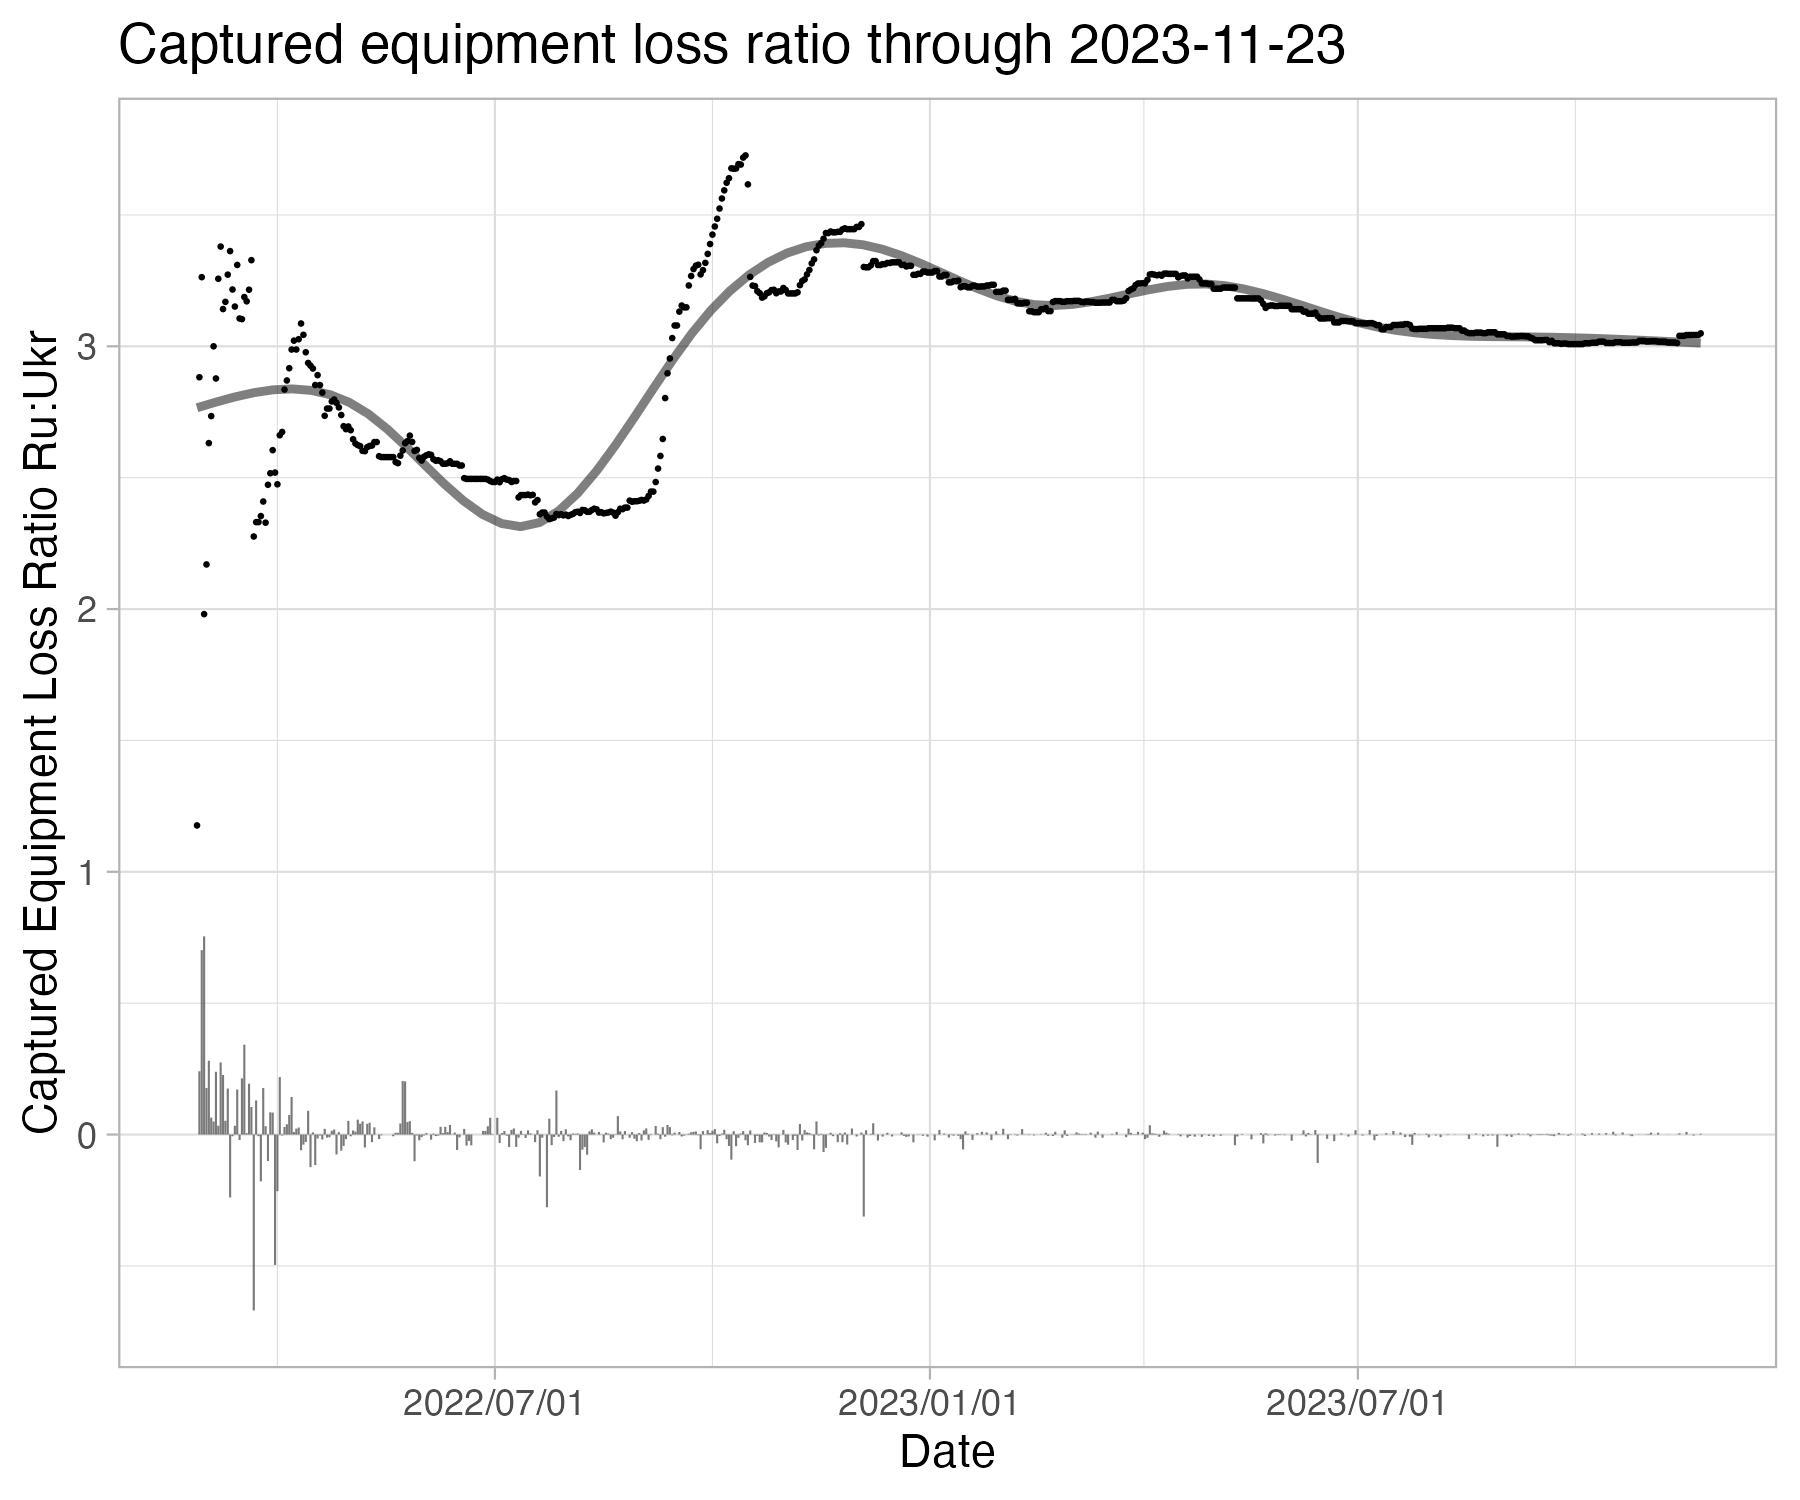 Captured equipment loss ratio through 2023-11-23
Captured Equipment Loss Ratio Ru:Ukr
3
2
1
0
2022/07/01
2023/01/01
2023/07/01
Date